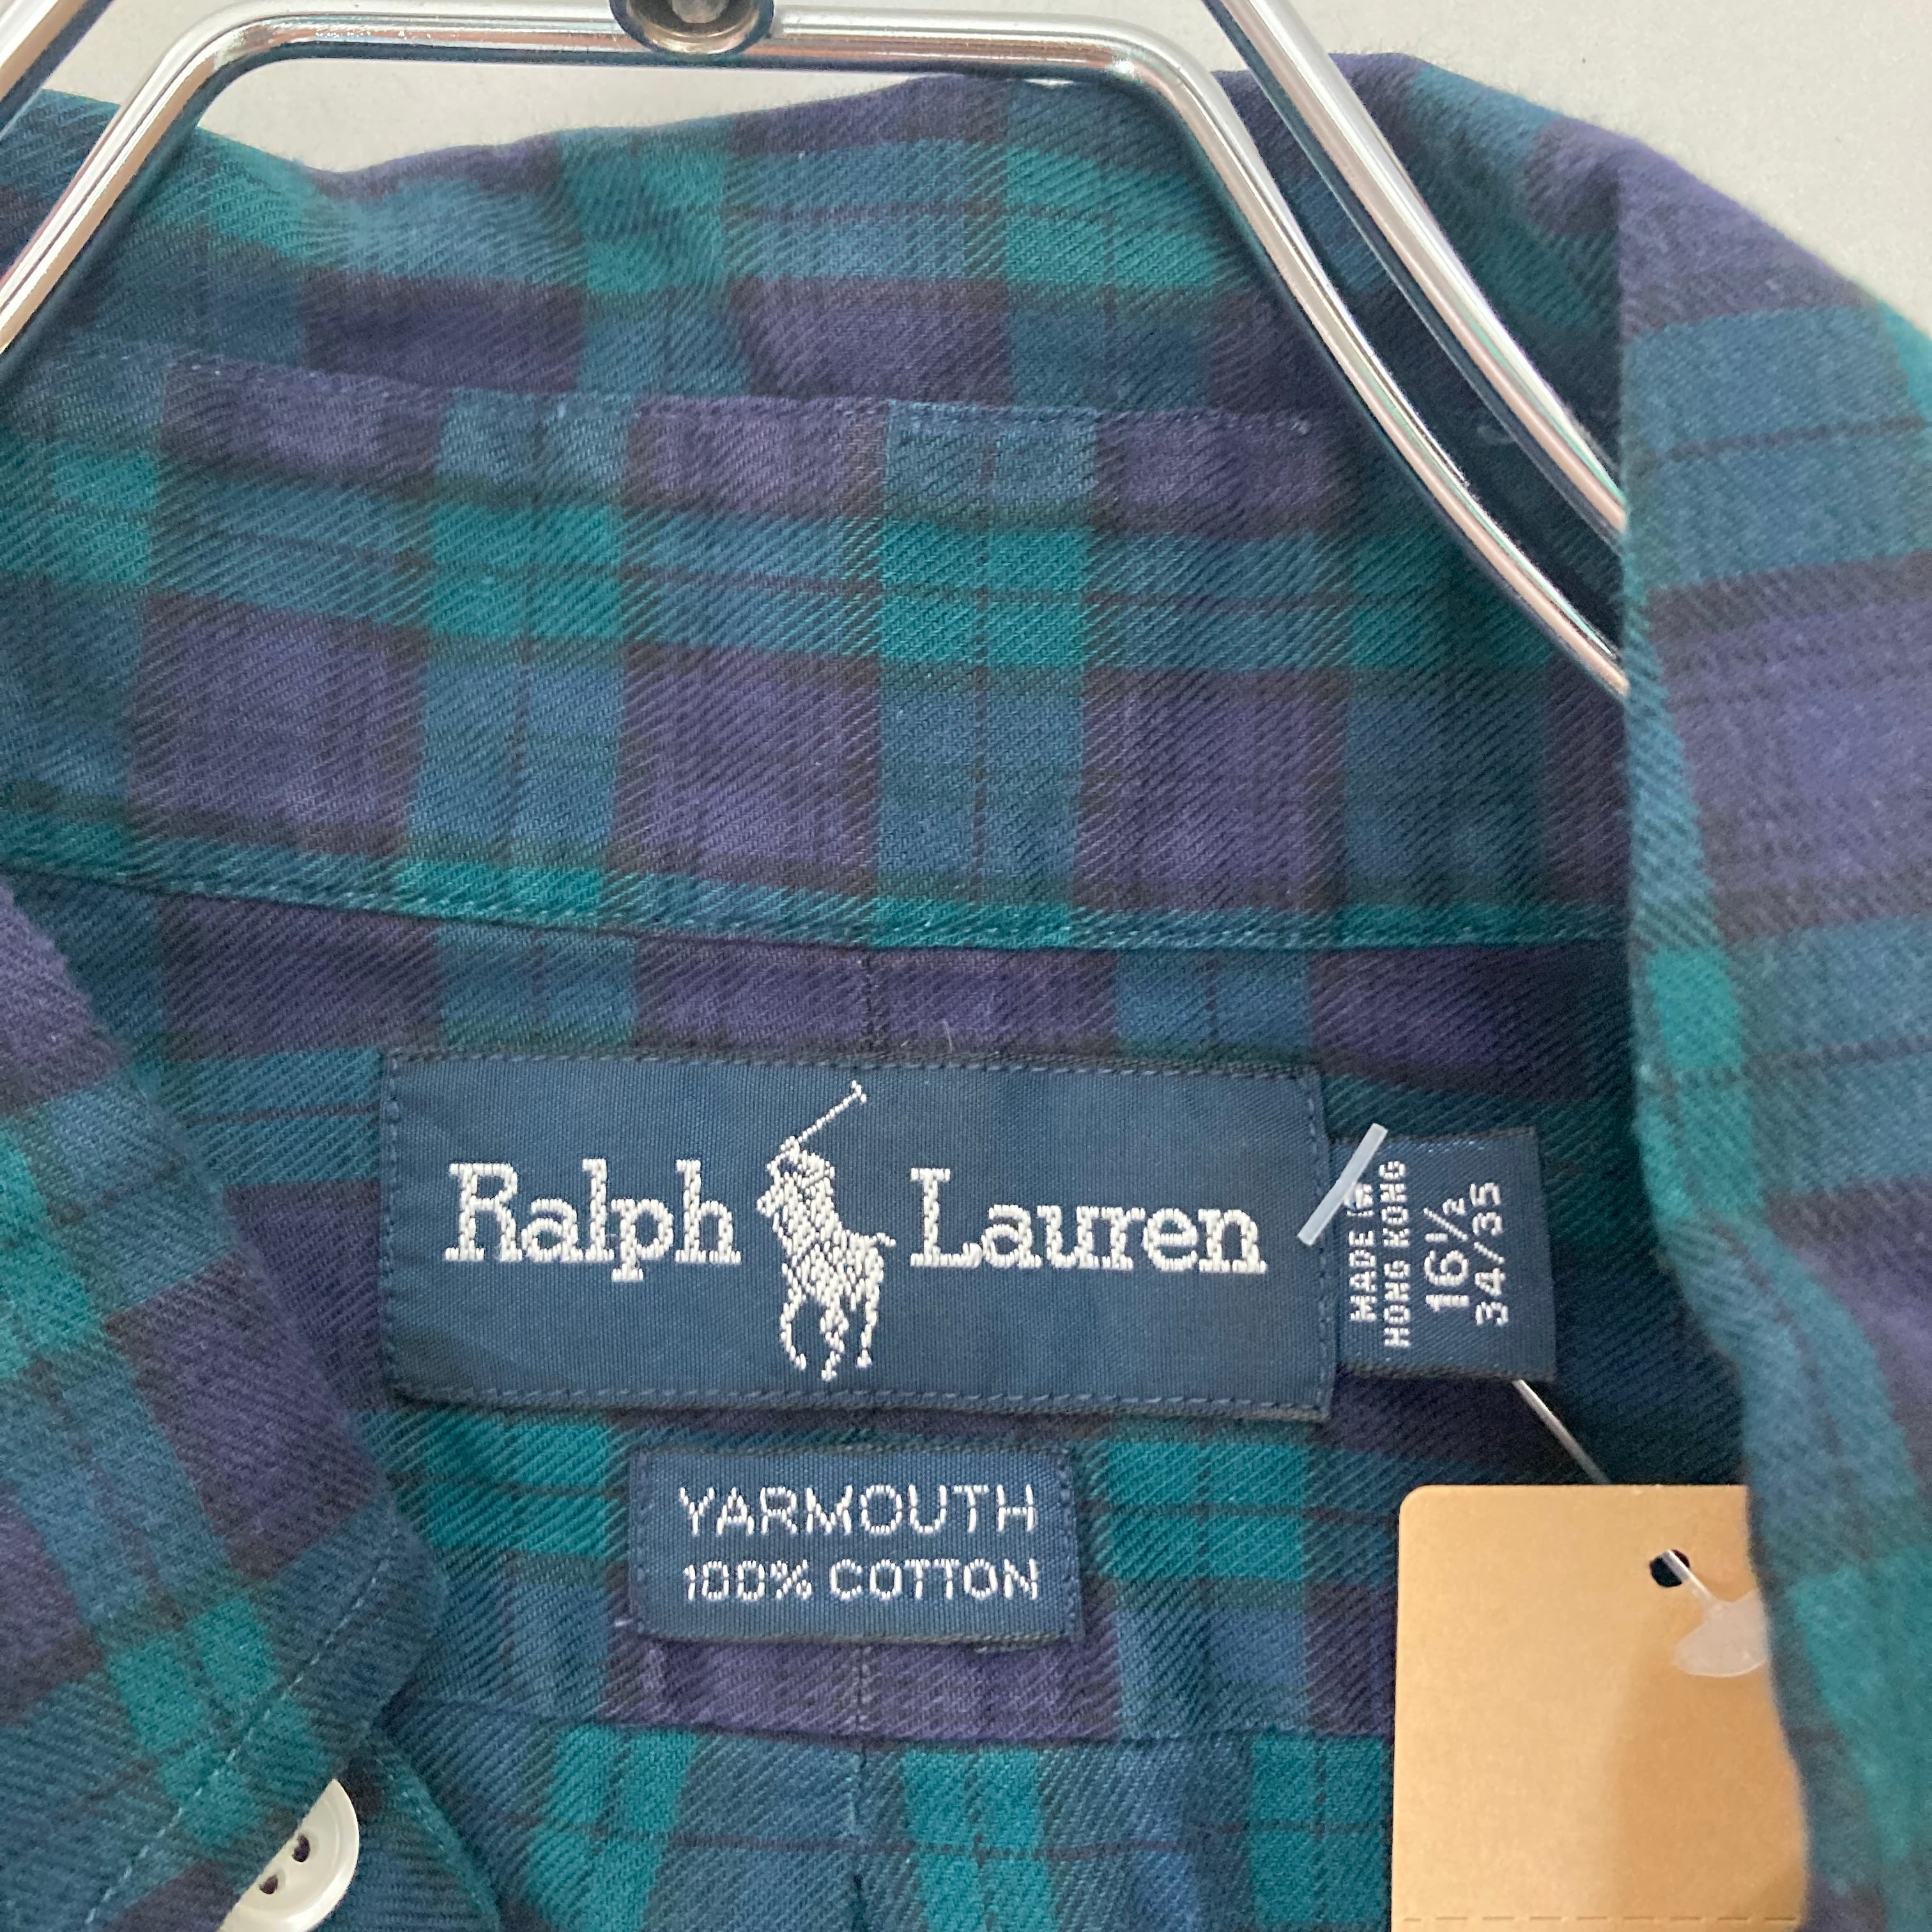 Ralph Lauren
MADE IN
HONG KONG
16½
34/35
YARMOUTH
100% COTTON